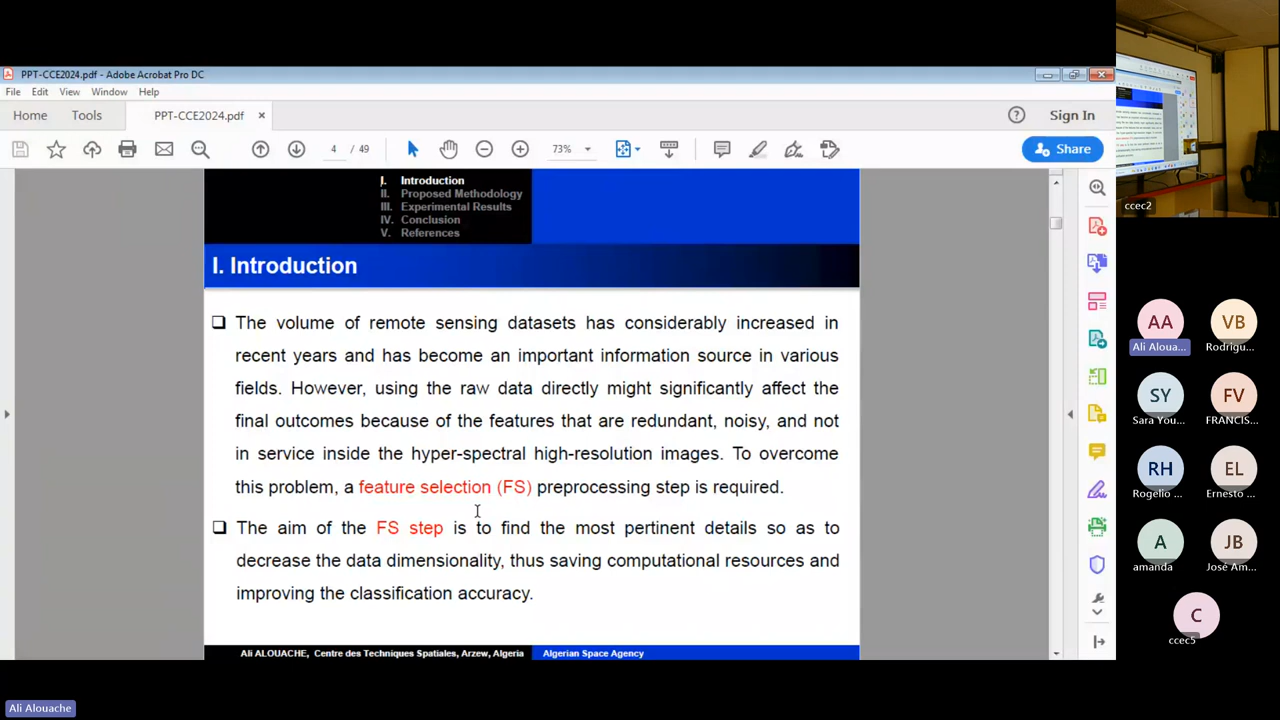 PPT-CCE2024.pdf - Adobe Acrobat Pro DC
File Edit View Window Help
Home Tools PPT-CCE2024.pdf × Sign In
4 / 49 73% Share
I. Introduction
II. Proposed Methodology
III. Experimental Results
IV. Conclusion
V. References
I. Introduction
The volume of remote sensing datasets has considerably increased in
recent years and has become an important information source in various
fields. However, using the raw data directly might significantly affect the
final outcomes because of the features that are redundant, noisy, and not
in service inside the hyper-spectral high-resolution images. To overcome
this problem, a feature selection (FS) preprocessing step is required.
The aim of the FS step is to find the most pertinent details so as to
decrease the data dimensionality, thus saving computational resources and
improving the classification accuracy.
Ali ALOUACHE, Centre des Techniques Spatiales, Arzew, Algeria Algerian Space Agency
ccec2
AA VB
Ali Aloua... Rodrigu...
SY FV
Sara You... FRANCIS...
RH EL
Rogelio ... Ernesto ...
A JB
amanda José Am...
C
ccec5
Ali Alouache